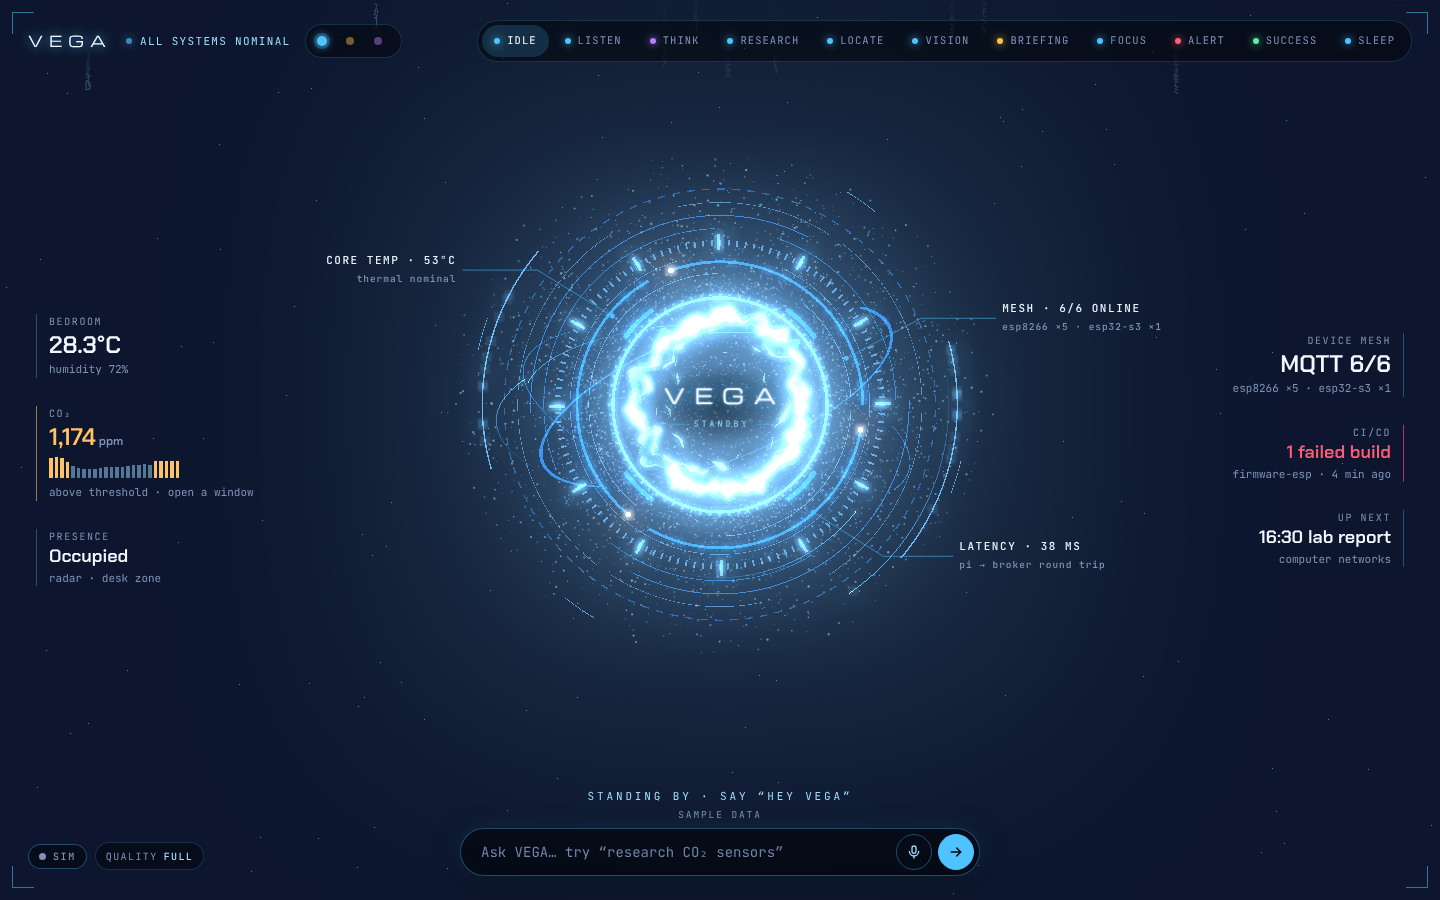 VEGA
ALL SYSTEMS NOMINAL
IDLE
LISTEN
THINK
RESEARCH
LOCATE
VISION
BRIEFING
FOCUS
ALERT
SUCCESS
SLEEP
CORE TEMP · 53°C
thermal nominal
MESH · 6/6 ONLINE
esp8266 ×5 · esp32-s3 ×1
BEDROOM
28.3°C
humidity 72%
CO₂
1,174 ppm
above threshold · open a window
PRESENCE
Occupied
radar · desk zone
VEGA
STANDBY
DEVICE MESH
MQTT 6/6
esp8266 ×5 · esp32-s3 ×1
CI/CD
1 failed build
firmware-esp · 4 min ago
UP NEXT
16:30 lab report
computer networks
LATENCY · 38 MS
pi → broker round trip
STANDING BY · SAY “HEY VEGA”
SAMPLE DATA
Ask VEGA… try “research CO₂ sensors”
SIM
QUALITY FULL